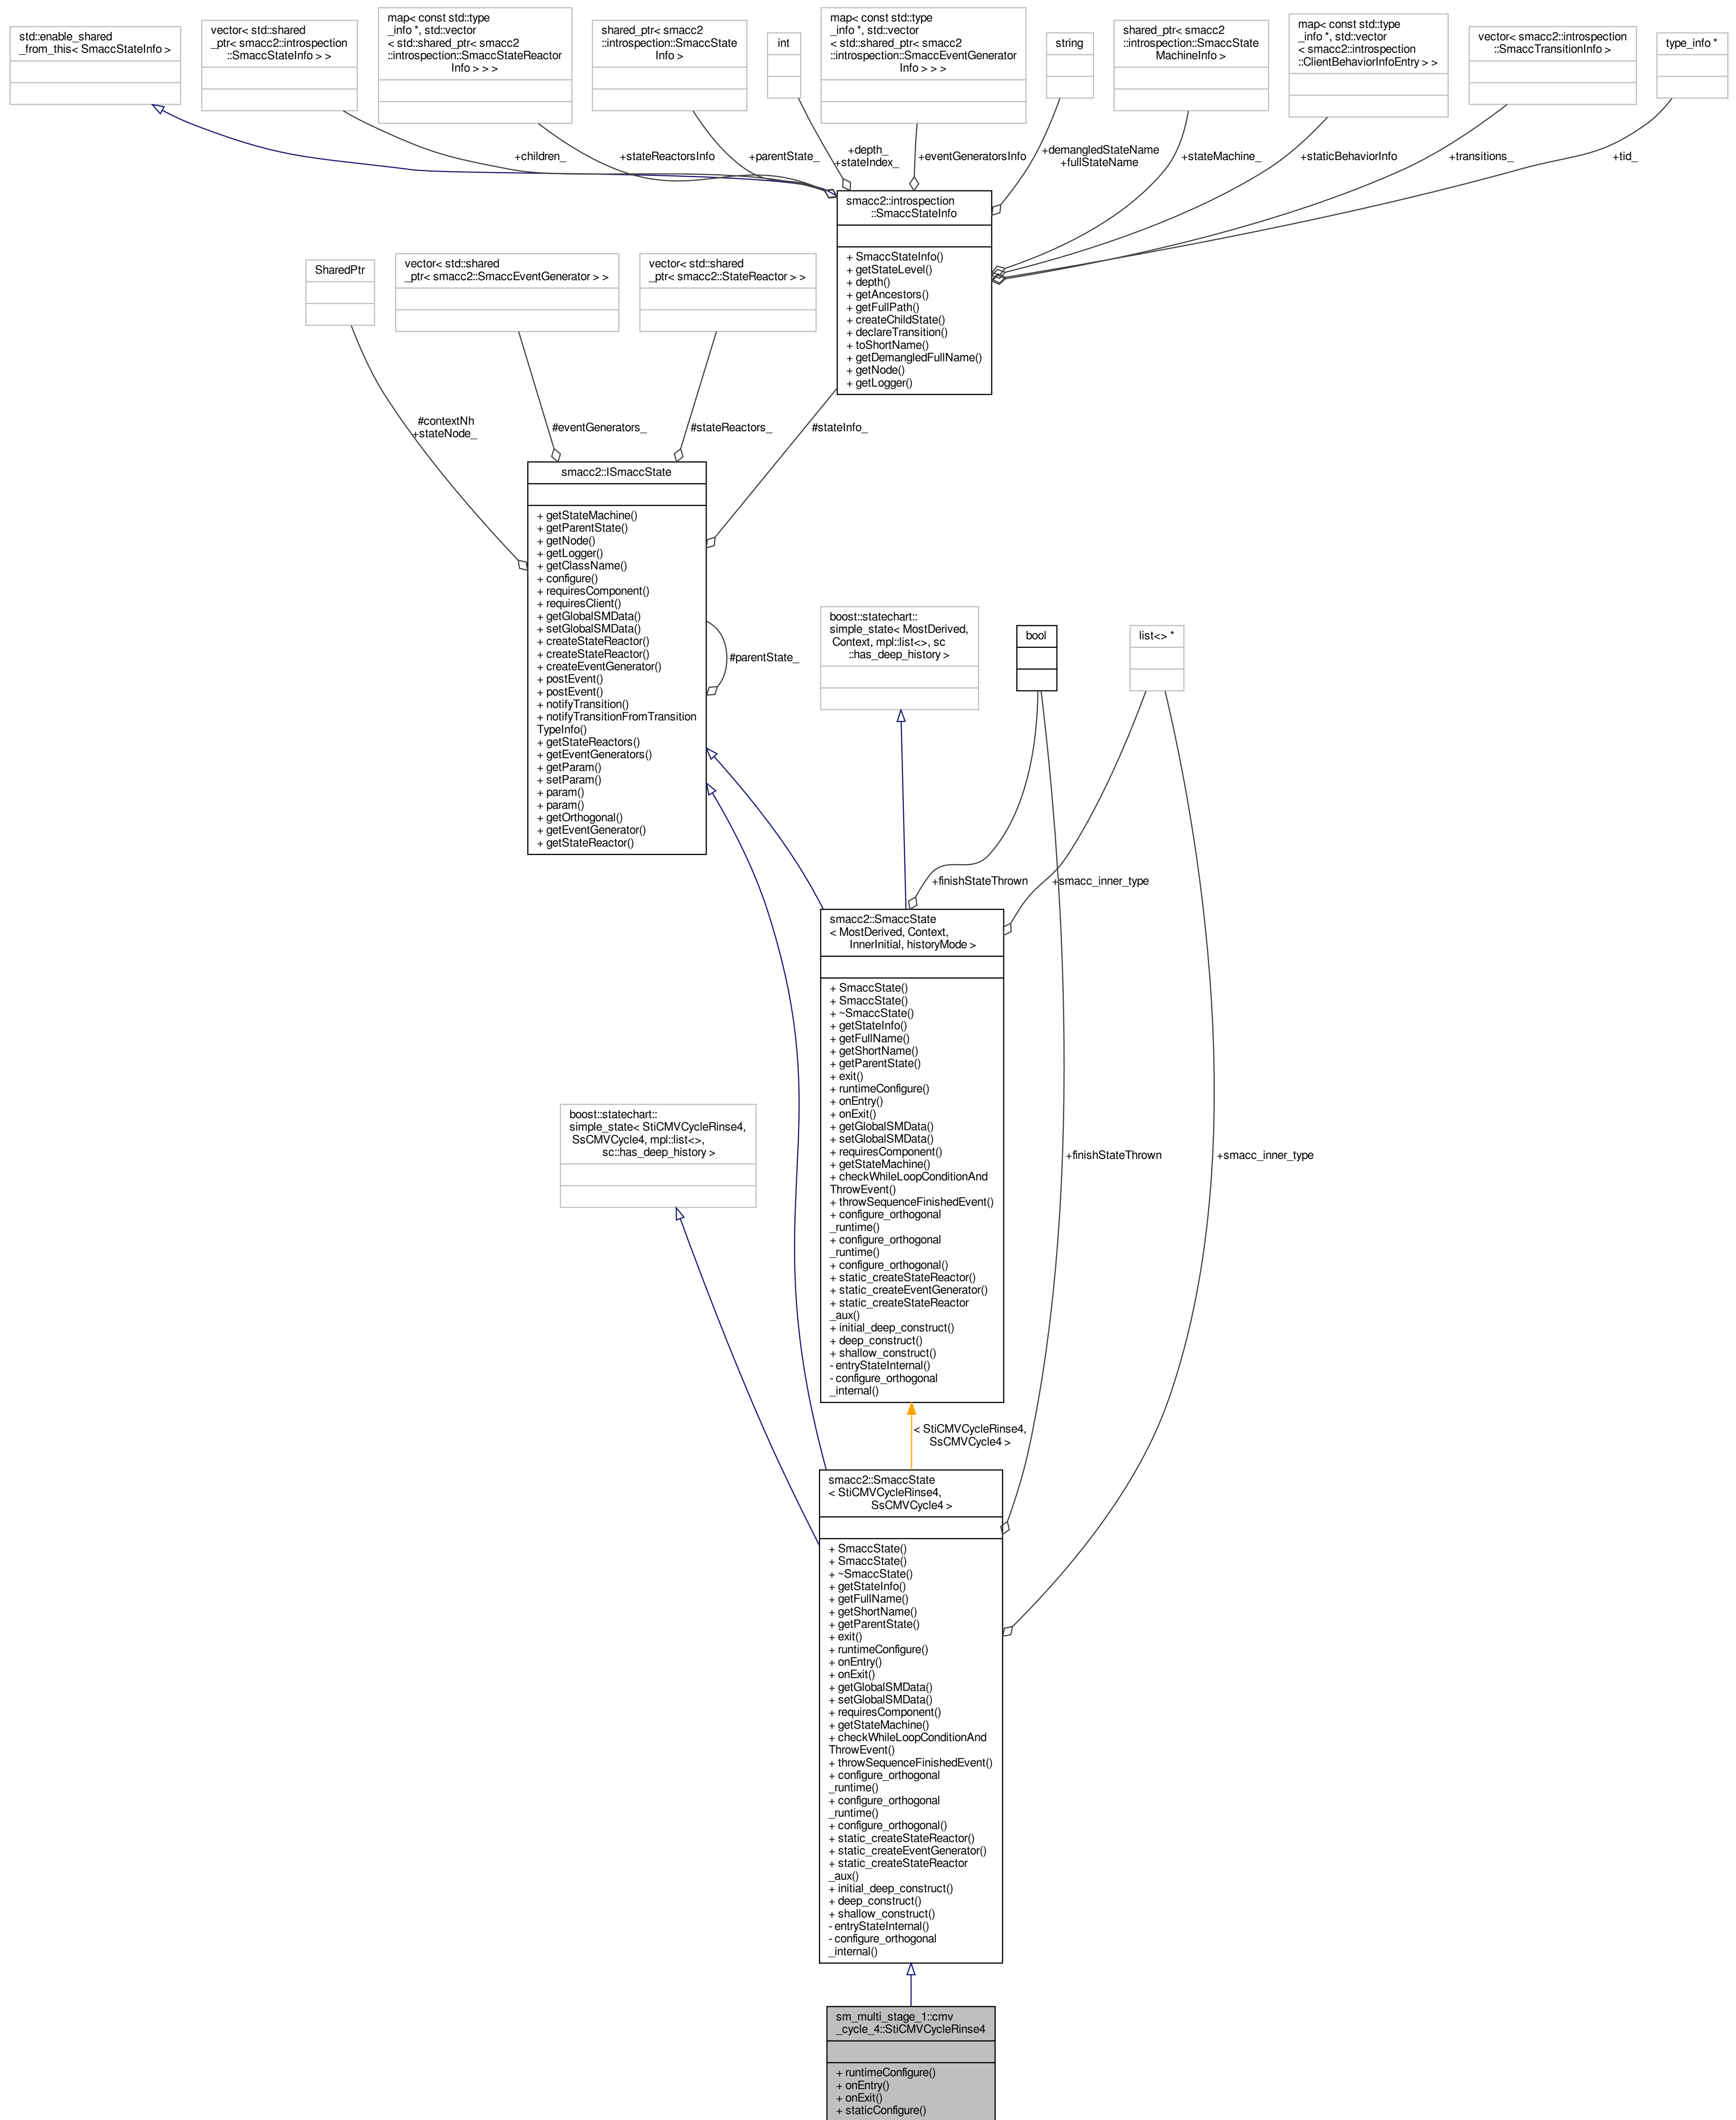 std::enable_shared
_from_this< SmaccStateInfo >
vector< std::shared
_ptr< smacc2::introspection
::SmaccStateInfo > >
map< const std::type
_info *, std::vector
< std::shared_ptr< smacc2
::introspection::SmaccStateReactor
Info > > >
shared_ptr< smacc2
::introspection::SmaccState
Info >
int
map< const std::type
_info *, std::vector
< std::shared_ptr< smacc2
::introspection::SmaccEventGenerator
Info > > >
string
shared_ptr< smacc2
::introspection::SmaccState
MachineInfo >
map< const std::type
_info *, std::vector
< smacc2::introspection
::ClientBehaviorInfoEntry > >
vector< smacc2::introspection
::SmaccTransitionInfo >
type_info *
+children_
+stateReactorsInfo
+parentState_
+depth_
+stateIndex_
+eventGeneratorsInfo
+demangledStateName
+fullStateName
+stateMachine_
+staticBehaviorInfo
+transitions_
+tid_
smacc2::introspection
::SmaccStateInfo
+ SmaccStateInfo()
+ getStateLevel()
+ depth()
+ getAncestors()
+ getFullPath()
+ createChildState()
+ declareTransition()
+ toShortName()
+ getDemangledFullName()
+ getNode()
+ getLogger()
SharedPtr
vector< std::shared
_ptr< smacc2::SmaccEventGenerator > >
vector< std::shared
_ptr< smacc2::StateReactor > >
#contextNh
+stateNode_
#eventGenerators_
#stateReactors_
#stateInfo_
smacc2::ISmaccState
+ getStateMachine()
+ getParentState()
+ getNode()
+ getLogger()
+ getClassName()
+ configure()
+ requiresComponent()
+ requiresClient()
+ getGlobalSMData()
+ setGlobalSMData()
+ createStateReactor()
+ createStateReactor()
+ createEventGenerator()
+ postEvent()
+ postEvent()
+ notifyTransition()
+ notifyTransitionFromTransition
TypeInfo()
+ getStateReactors()
+ getEventGenerators()
+ getParam()
+ setParam()
+ param()
+ param()
+ getOrthogonal()
+ getEventGenerator()
+ getStateReactor()
#parentState_
boost::statechart::
simple_state< MostDerived,
Context, mpl::list<>, sc
::has_deep_history >
bool
list<> *
+finishStateThrown
+smacc_inner_type
smacc2::SmaccState
< MostDerived, Context,
InnerInitial, historyMode >
+ SmaccState()
+ SmaccState()
+ ~SmaccState()
+ getStateInfo()
+ getFullName()
+ getShortName()
+ getParentState()
+ exit()
+ runtimeConfigure()
+ onEntry()
+ onExit()
+ getGlobalSMData()
+ setGlobalSMData()
+ requiresComponent()
+ getStateMachine()
+ checkWhileLoopConditionAnd
ThrowEvent()
+ throwSequenceFinishedEvent()
+ configure_orthogonal
_runtime()
+ configure_orthogonal
_runtime()
+ configure_orthogonal()
+ static_createStateReactor()
+ static_createEventGenerator()
+ static_createStateReactor
_aux()
+ initial_deep_construct()
+ deep_construct()
+ shallow_construct()
- entryStateInternal()
- configure_orthogonal
_internal()
boost::statechart::
simple_state< StiCMVCycleRinse4,
SsCMVCycle4, mpl::list<>,
sc::has_deep_history >
+finishStateThrown
+smacc_inner_type
< StiCMVCycleRinse4,
SsCMVCycle4 >
smacc2::SmaccState
< StiCMVCycleRinse4,
SsCMVCycle4 >
+ SmaccState()
+ SmaccState()
+ ~SmaccState()
+ getStateInfo()
+ getFullName()
+ getShortName()
+ getParentState()
+ exit()
+ runtimeConfigure()
+ onEntry()
+ onExit()
+ getGlobalSMData()
+ setGlobalSMData()
+ requiresComponent()
+ getStateMachine()
+ checkWhileLoopConditionAnd
ThrowEvent()
+ throwSequenceFinishedEvent()
+ configure_orthogonal
_runtime()
+ configure_orthogonal
_runtime()
+ configure_orthogonal()
+ static_createStateReactor()
+ static_createEventGenerator()
+ static_createStateReactor
_aux()
+ initial_deep_construct()
+ deep_construct()
+ shallow_construct()
- entryStateInternal()
- configure_orthogonal
_internal()
sm_multi_stage_1::cmv
_cycle_4::StiCMVCycleRinse4
+ runtimeConfigure()
+ onEntry()
+ onExit()
+ staticConfigure()